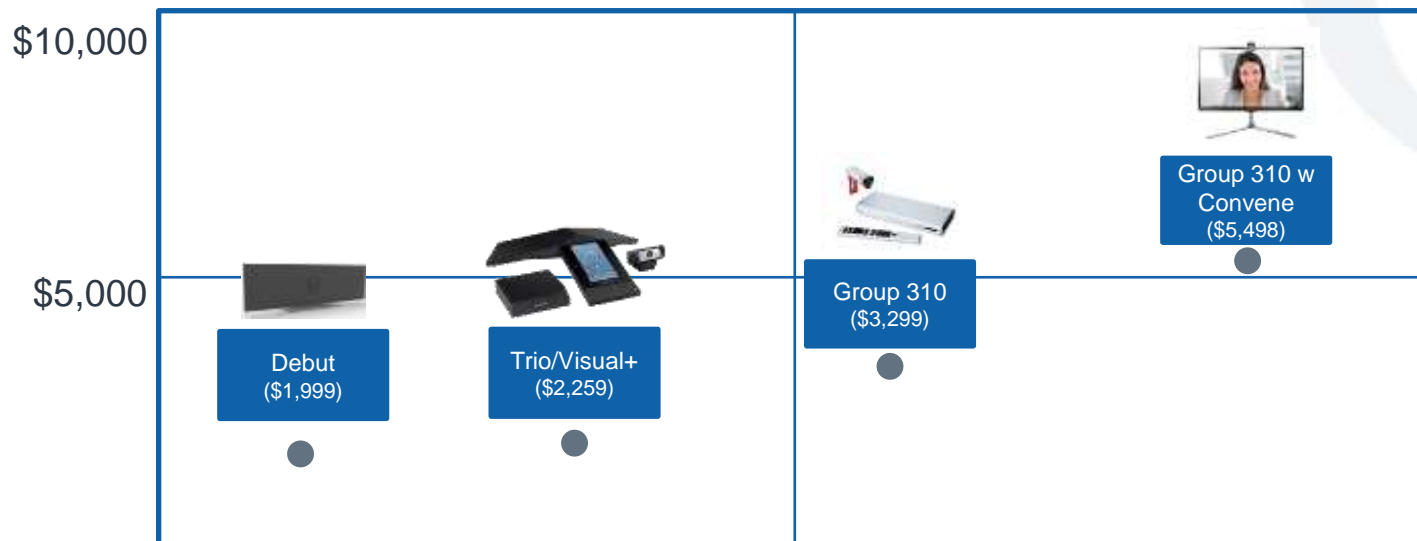 $10,000
Group 310 w
Convene
($5,498)
$5,000
Group 310
($3,299)
Debut
($1,999)
Trio/Visual+
($2,259)